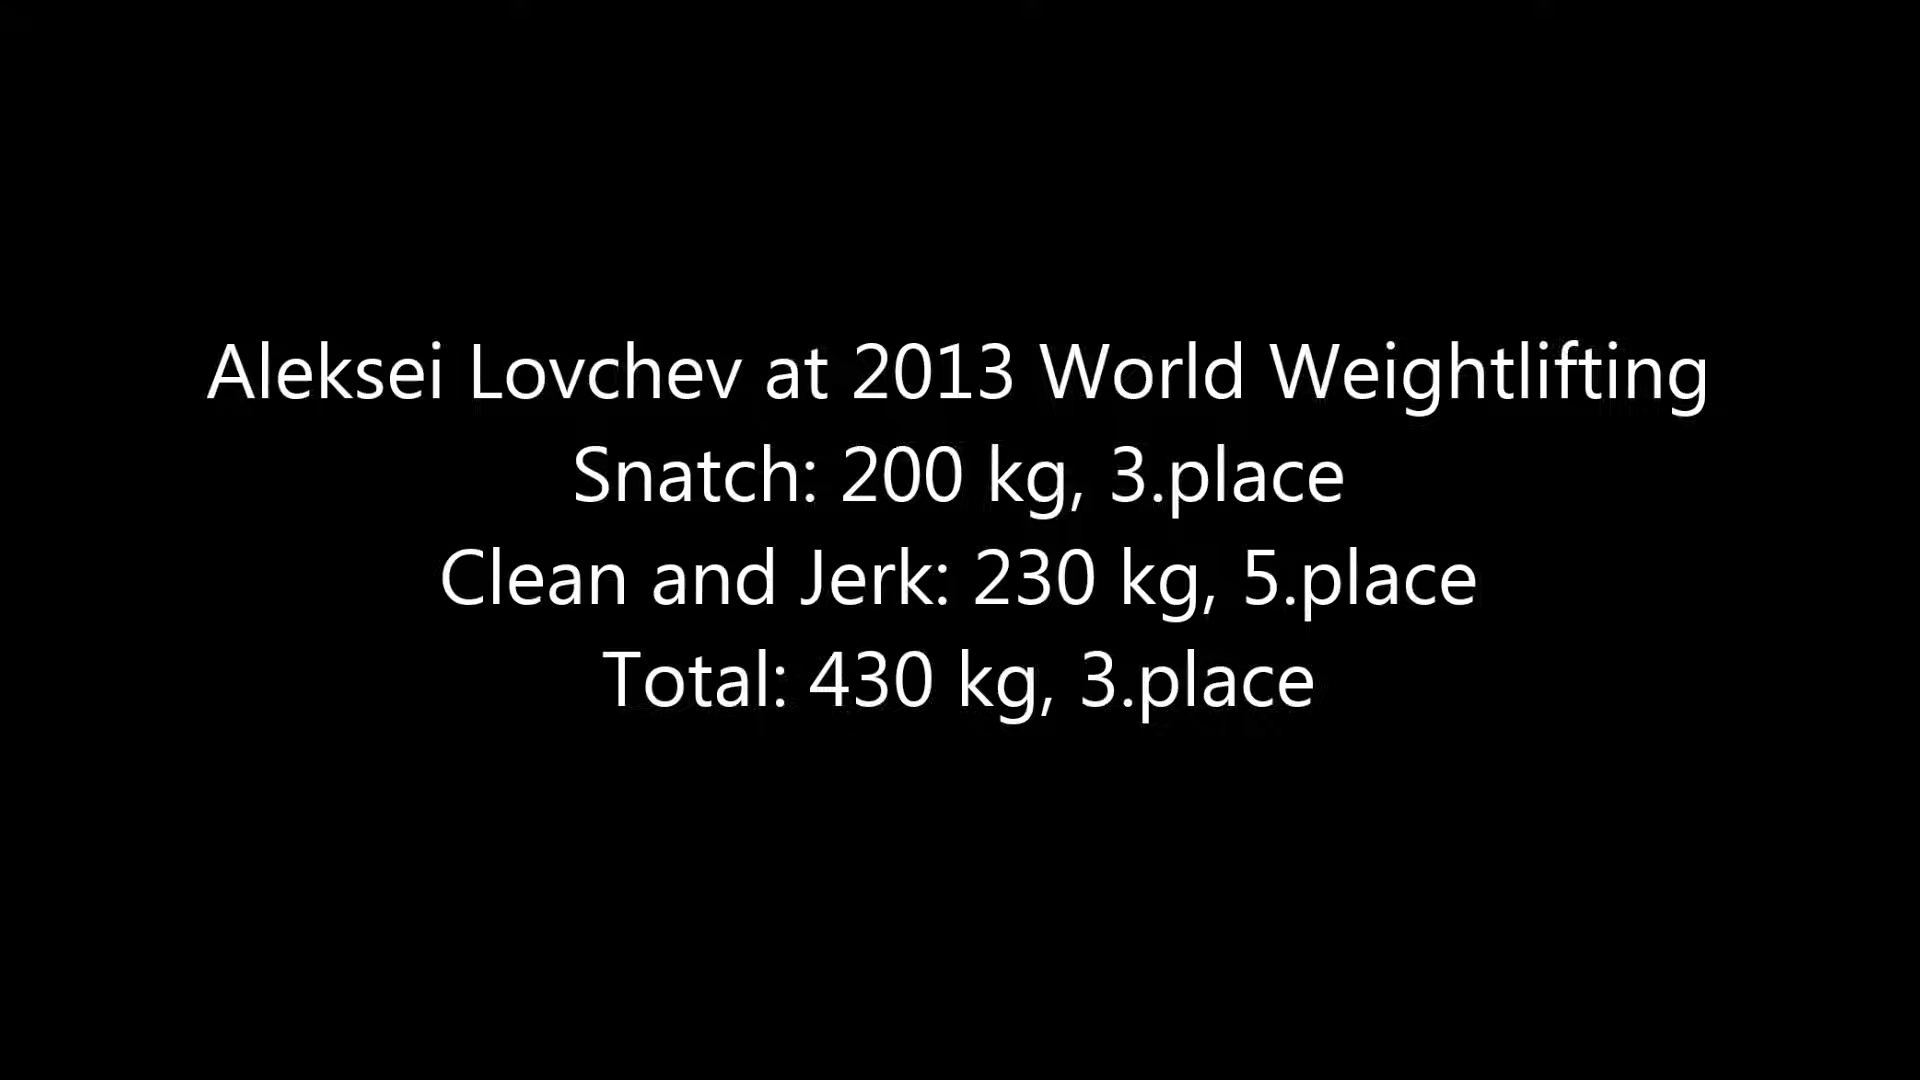 Aleksei Lovchev at 2013 World Weightlifting
Snatch: 200 kg, 3.place
Clean and Jerk: 230 kg, 5.place
Total: 430 kg, 3.place